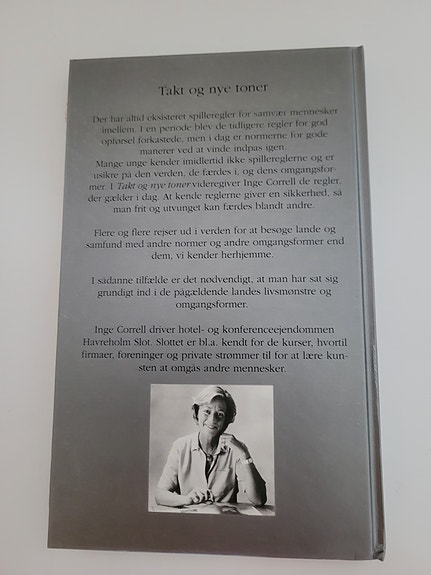 Takt og nye toner
Der har altid eksisteret spilleregler for samvær mennesker
imellem. I en periode blev de tidligere regler for god
opførsel forkastede, men i dag er normerne for gode
manerer ved at vinde indpas igen.
Mange unge kender imidlertid ikke spillereglerne og er
usikre på den verden, de færdes i, og dens omgangsfor-
mer. I Takt og nye toner videregiver Inge Correll de regler,
der gælder i dag. At kende reglerne giver en sikkerhed, så
man frit og utvunget kan færdes blandt andre.
Flere og flere rejser ud i verden for at besøge lande og
samfund med andre normer og andre omgangsformer end
dem, vi kender herhjemme.
I sådanne tilfælde er det nødvendigt, at man har sat sig
grundigt ind i de pågældende landes livsmønstre og
omgangsformer.
Inge Correll driver hotel- og konferenceejendommen
Havreholm Slot. Slottet er bl.a. kendt for de kurser, hvortil
firmaer, foreninger og private strømmer til for at lære kun-
sten at omgås andre mennesker.